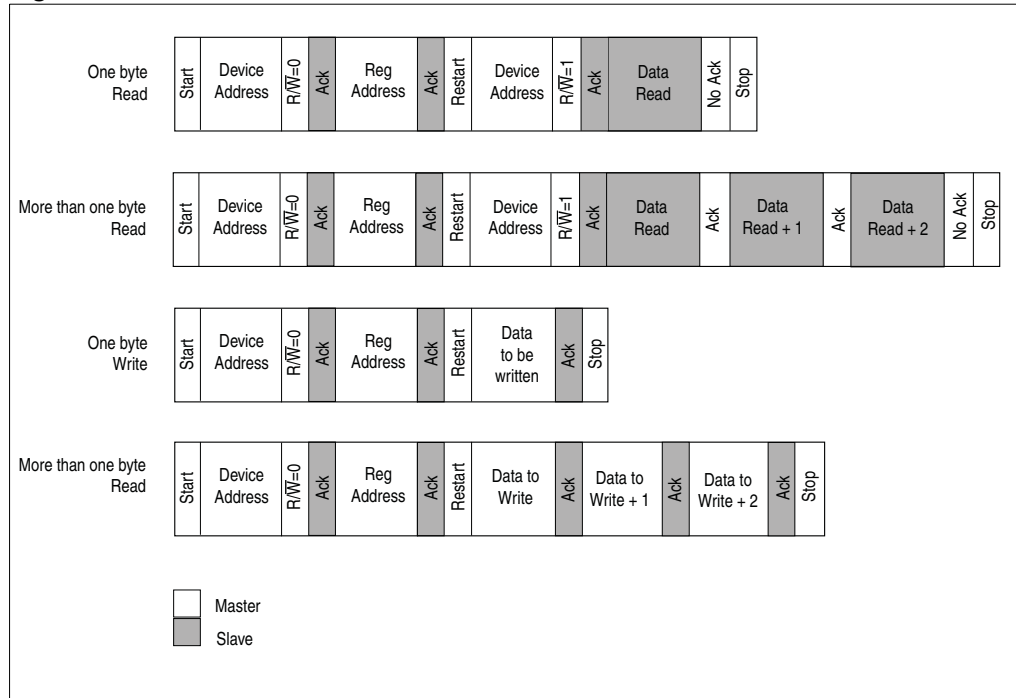 One byte
Read
Start
Device
Address
R/W̅=0
Ack
Reg
Address
Ack
Restart
Device
Address
R/W̅=1
Ack
Data
Read
No Ack
Stop
More than one byte
Read
Start
Device
Address
R/W̅=0
Ack
Reg
Address
Ack
Restart
Device
Address
R/W̅=1
Ack
Data
Read
Ack
Data
Read + 1
Ack
Data
Read + 2
No Ack
Stop
One byte
Write
Start
Device
Address
R/W̅=0
Ack
Reg
Address
Ack
Restart
Data
to be
written
Ack
Stop
More than one byte
Read
Start
Device
Address
R/W̅=0
Ack
Reg
Address
Ack
Restart
Data to
Write
Ack
Data to
Write + 1
Ack
Data to
Write + 2
Ack
Stop
Master
Slave